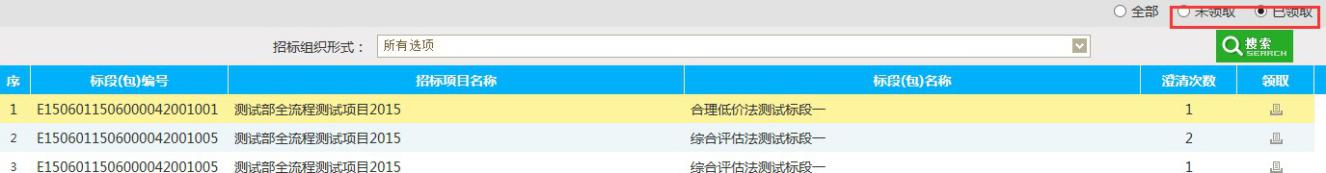 全部 未领取 已领取
招标组织形式： 所有选项 搜索 SEARCH
序 标段(包)编号 招标项目名称 标段(包)名称 澄清次数 领取
1 E1506011506000042001001 测试部全流程测试项目2015 合理低价法测试标段一 1
2 E1506011506000042001005 测试部全流程测试项目2015 综合评估法测试标段一 2
3 E1506011506000042001005 测试部全流程测试项目2015 综合评估法测试标段一 1